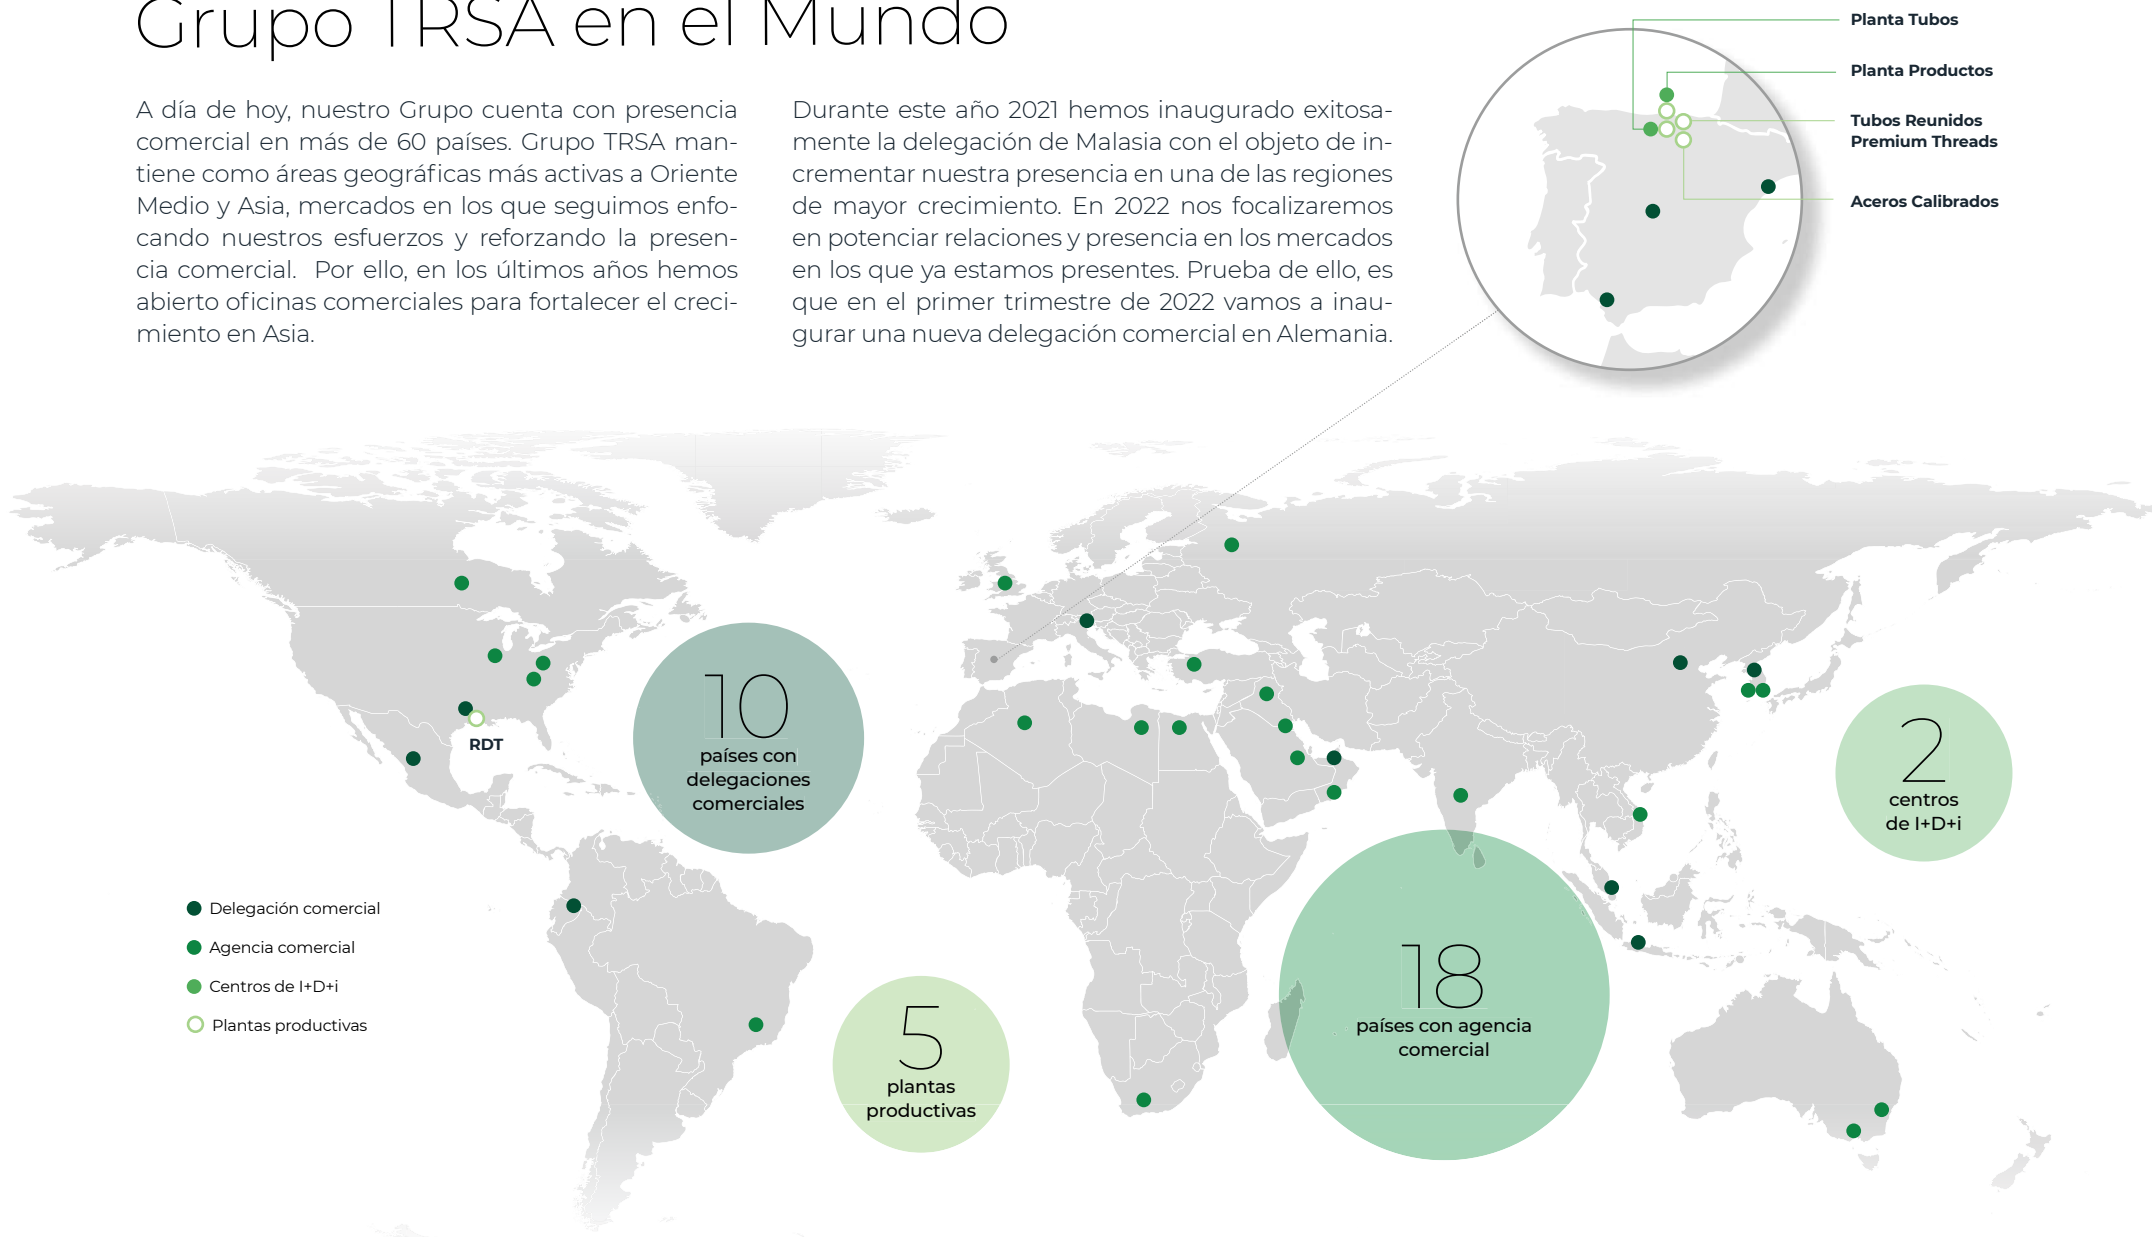 Grupo TRSA en el Mundo
A día de hoy, nuestro Grupo cuenta con presencia
comercial en más de 60 países. Grupo TRSA man-
tiene como áreas geográficas más activas a Oriente
Medio y Asia, mercados en los que seguimos enfo-
cando nuestros esfuerzos y reforzando la presen-
cia comercial. Por ello, en los últimos años hemos
abierto oficinas comerciales para fortalecer el creci-
miento en Asia.
Durante este año 2021 hemos inaugurado exitosa-
mente la delegación de Malasia con el objeto de in-
crementar nuestra presencia en una de las regiones
de mayor crecimiento. En 2022 nos focalizaremos
en potenciar relaciones y presencia en los mercados
en los que ya estamos presentes. Prueba de ello, es
que en el primer trimestre de 2022 vamos a inau-
gurar una nueva delegación comercial en Alemania.
Planta Tubos
Planta Productos
Tubos Reunidos
Premium Threads
Aceros Calibrados
RDT
10
países con
delegaciones
comerciales
2
centros
de I+D+i
Delegación comercial
Agencia comercial
Centros de I+D+i
Plantas productivas
5
plantas
productivas
18
países con agencia
comercial